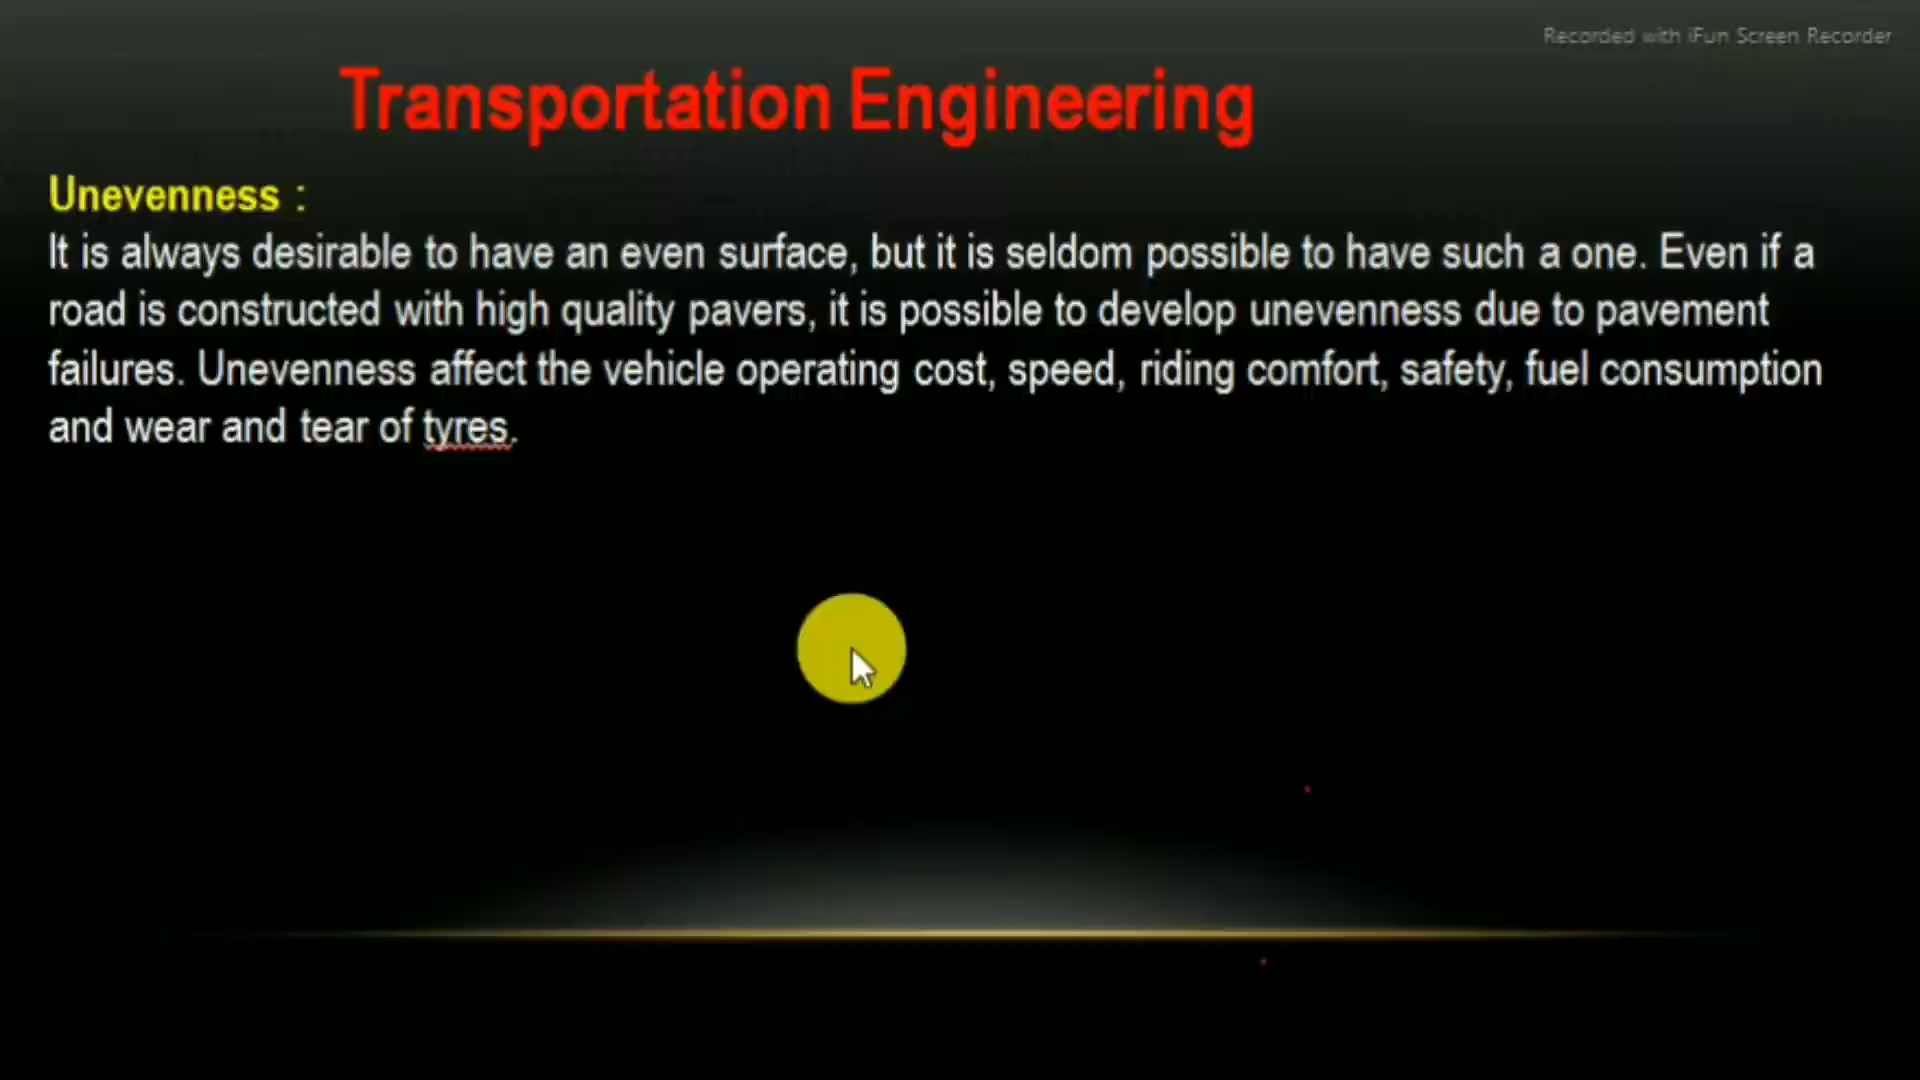 Recorded with iFun Screen Recorder
Transportation Engineering
Unevenness :
It is always desirable to have an even surface, but it is seldom possible to have such a one. Even if a
road is constructed with high quality pavers, it is possible to develop unevenness due to pavement
failures. Unevenness affect the vehicle operating cost, speed, riding comfort, safety, fuel consumption
and wear and tear of tyres.